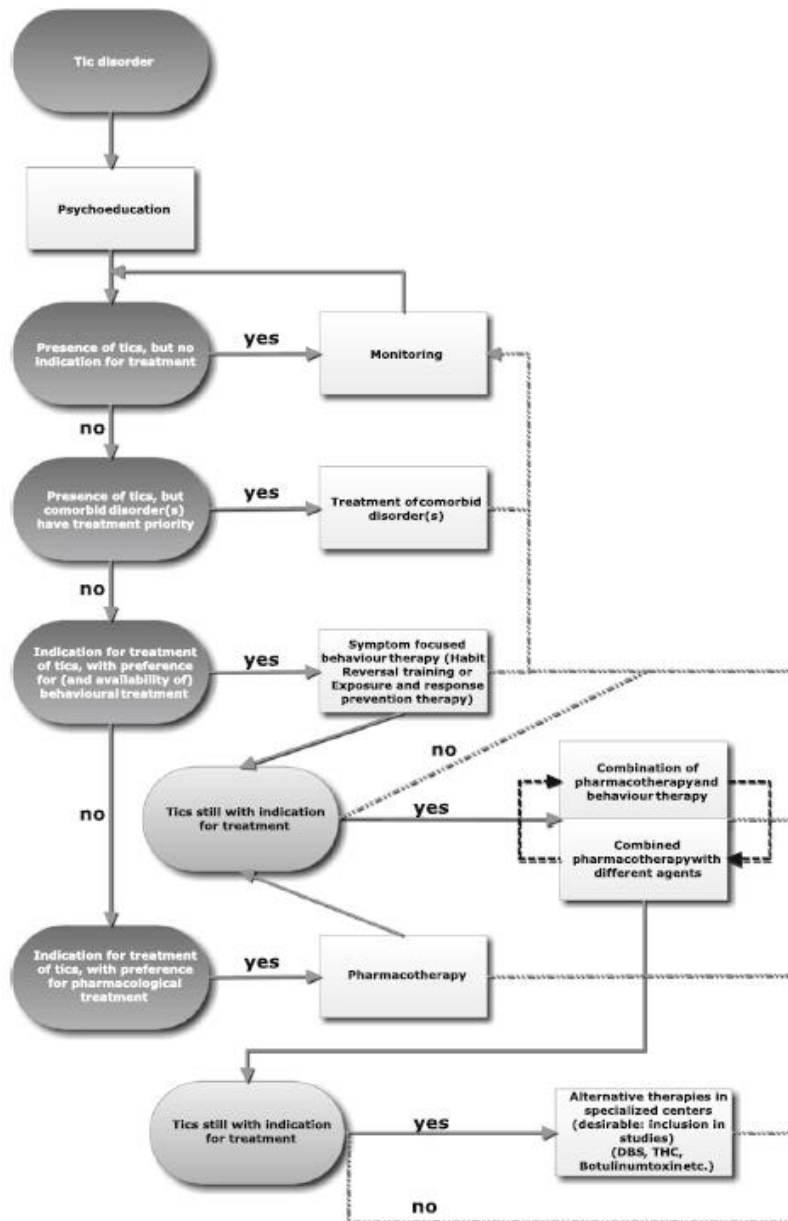 Tic disorder
Psychoeducation
Presence of tics, but no
indication for treatment
yes
Monitoring
no
Presence of tics, but
comorbid disorder(s)
have treatment priority
yes
Treatment of comorbid
disorder(s)
no
Indication for treatment
of tics, with preference
for (and availability of)
behavioural treatment
yes
Symptom focused
behaviour therapy (Habit
Reversal training or
Exposure and response
prevention therapy)
no
no
Tics still with indication
for treatment
yes
Combination of
pharmacotherapy and
behaviour therapy
Combined
pharmacotherapy with
different agents
Indication for treatment
of tics, with preference
for pharmacological
treatment
yes
Pharmacotherapy
Tics still with indication
for treatment
yes
Alternative therapies in
specialized centers
(desirable: inclusion in
studies)
(DBS, THC,
Botulinumtoxin etc.)
no